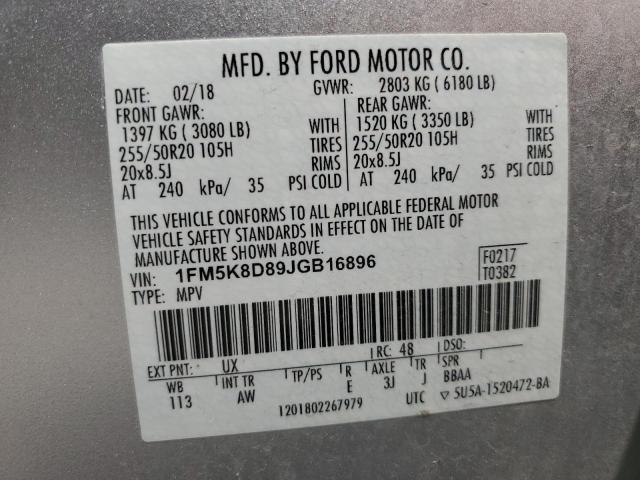 MFD. BY FORD MOTOR CO.
DATE: 02/18 GVWR: 2803 KG ( 6180 LB)
FRONT GAWR: REAR GAWR:
1397 KG ( 3080 LB) WITH 1520 KG ( 3350 LB) WITH
255/50R20 105H TIRES 255/50R20 105H TIRES
20x8.5J RIMS 20x8.5J RIMS
AT 240 kPa/ 35 PSI COLD AT 240 kPa/ 35 PSI COLD
THIS VEHICLE CONFORMS TO ALL APPLICABLE FEDERAL MOTOR
VEHICLE SAFETY STANDARDS IN EFFECT ON THE DATE OF
MANUFACTURE SHOWN ABOVE.
VIN: 1FM5K8D89JGB16896 F0217
TYPE: MPV T0382
EXT PNT: UX RC: 48 DSO:
WB INT TR TP/PS R AXLE TR SPR
113 AW E 3J J BBAA
1201802267979 UTC ▽ 5U5A-1520472-BA